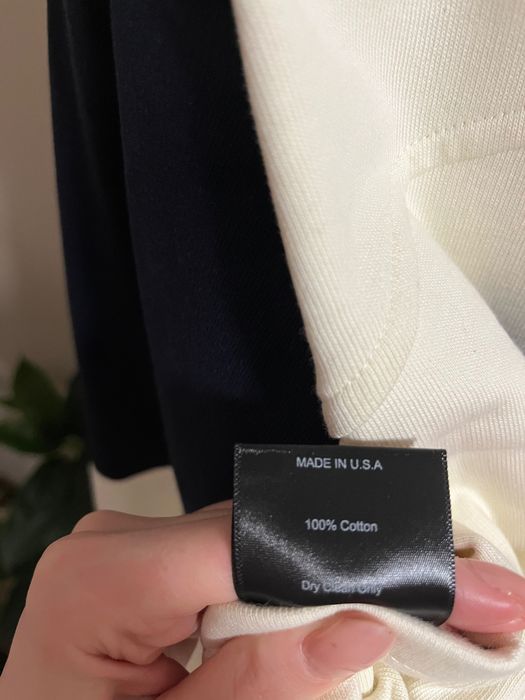 MADE IN U.S.A
100% Cotton
Dry Clean Only